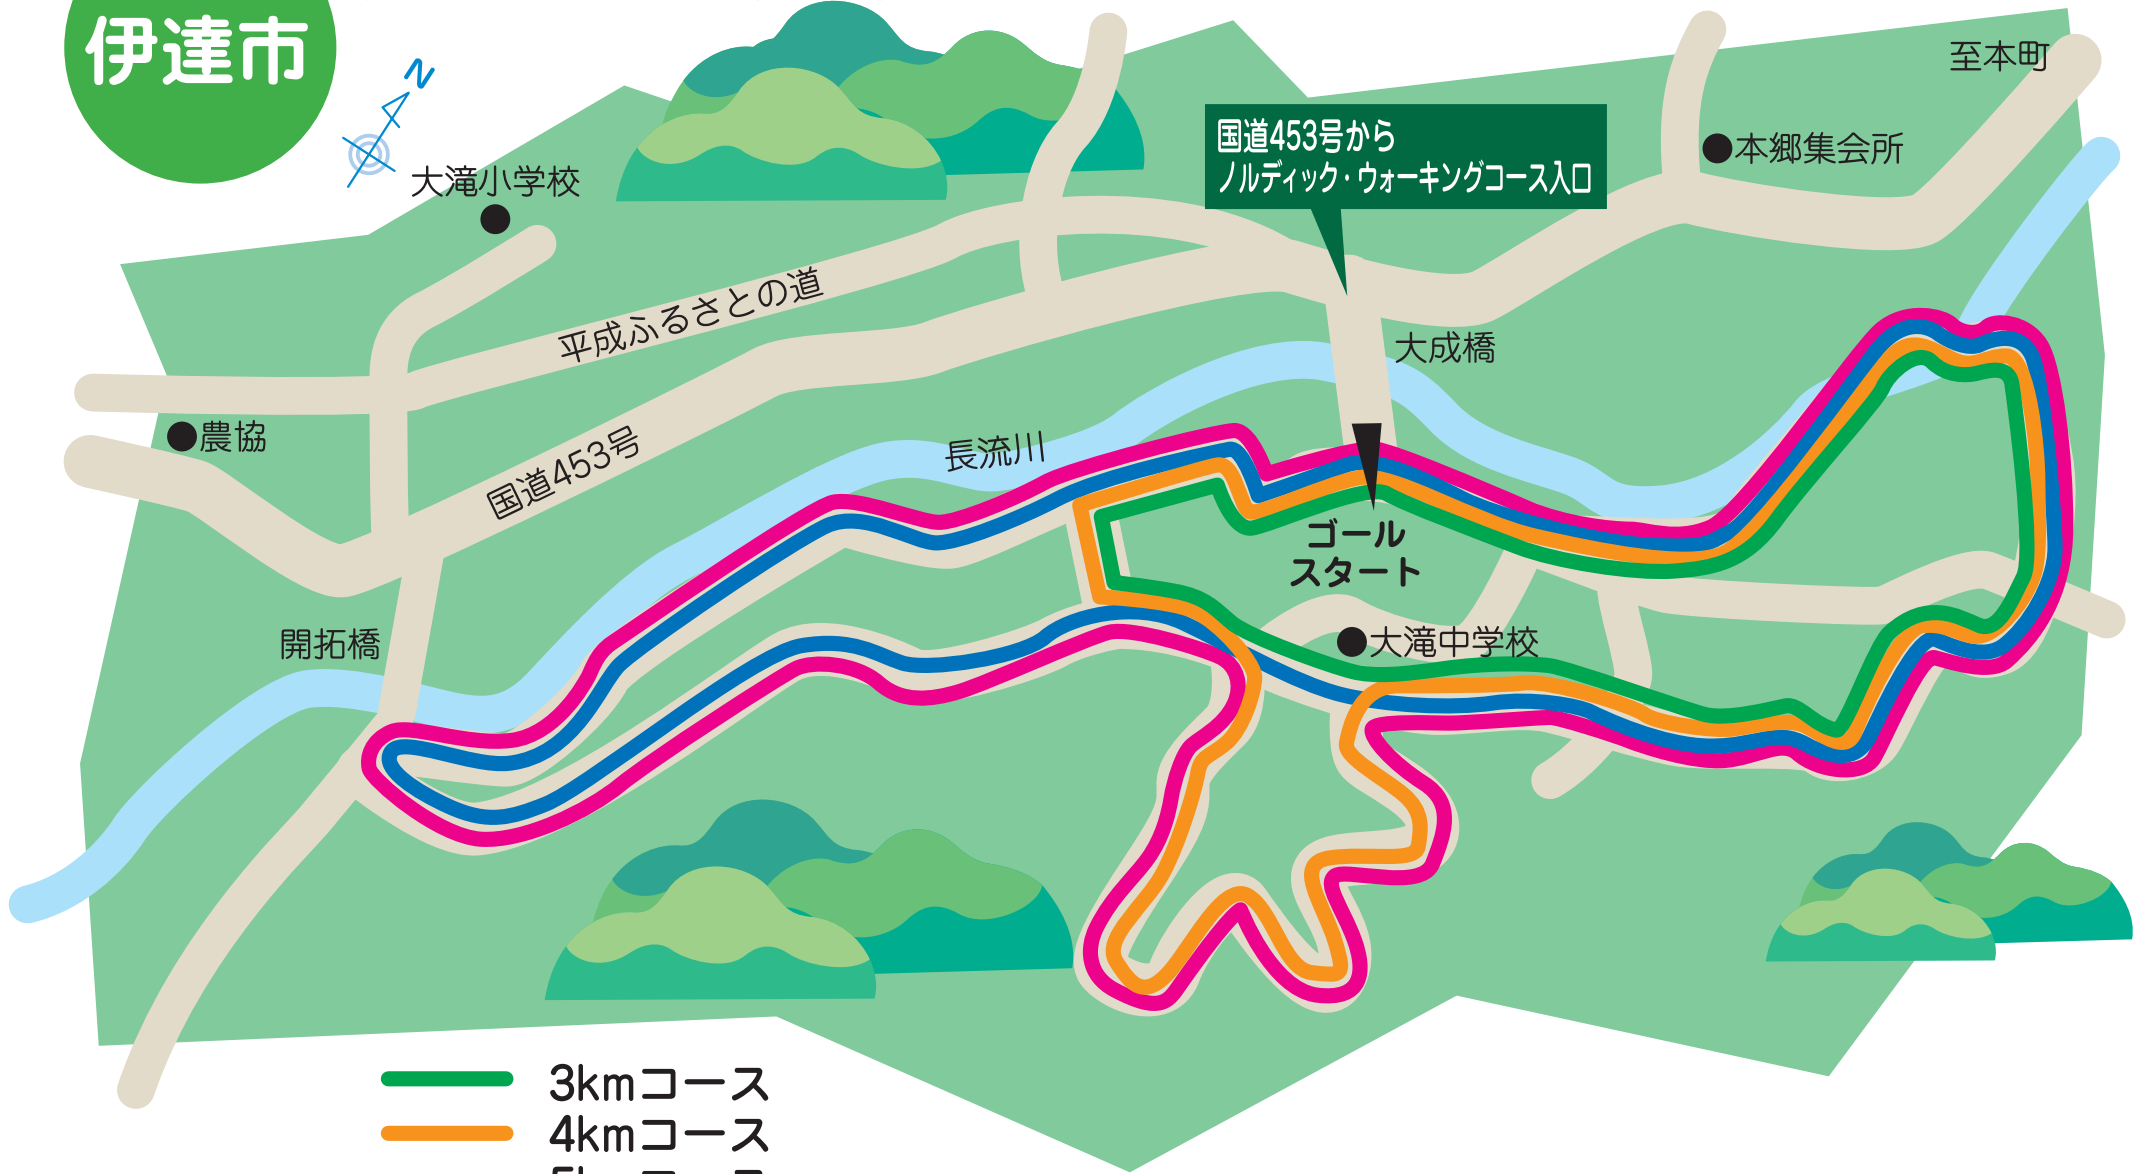 伊達市
N
大滝小学校
至本町
国道453号から
ノルディック・ウォーキングコース入口
本郷集会所
平成ふるさとの道
大成橋
農協
国道453号
長流川
ゴール
スタート
開拓橋
大滝中学校
3kmコース
4kmコース